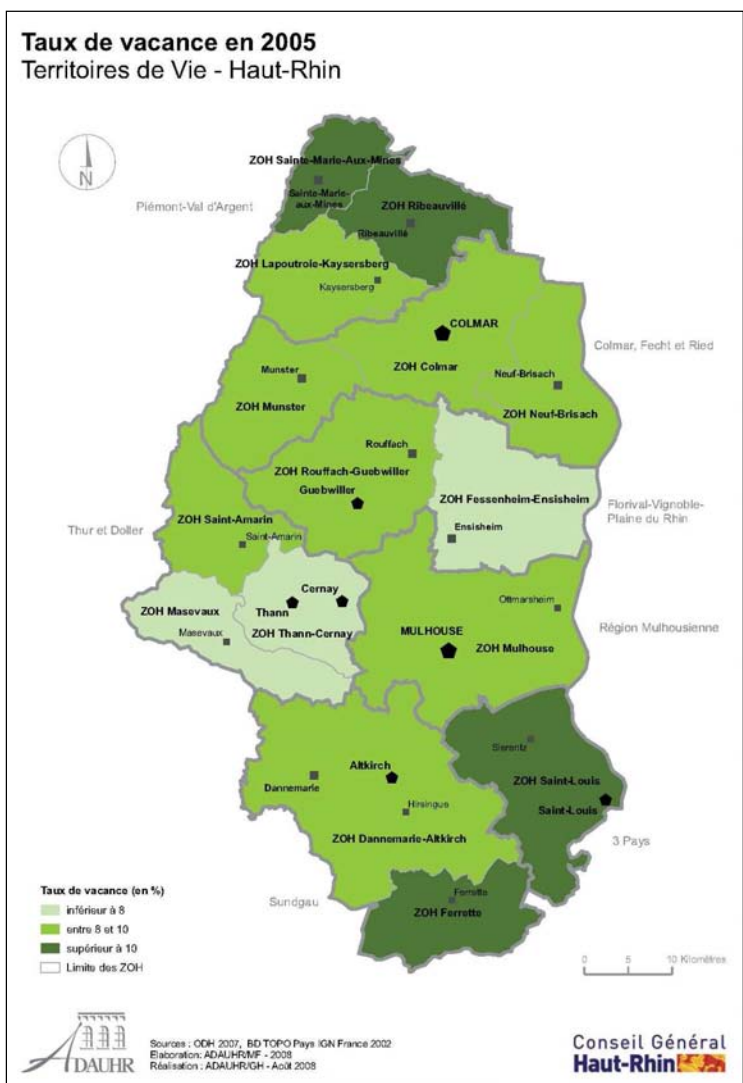 Taux de vacance en 2005
Territoires de Vie - Haut-Rhin
N
ZOH Sainte-Marie-Aux-Mines
Sainte-Marie-
aux-Mines
Piémont-Val d'Argent
ZOH Ribeauvillé
Ribeauvillé
ZOH Lapoutroie-Kaysersberg
Kaysersberg
COLMAR
ZOH Colmar
Colmar, Fecht et Ried
Munster
ZOH Munster
Neuf-Brisach
ZOH Neuf-Brisach
Rouffach
ZOH Rouffach-Guebwiller
Guebwiller
ZOH Fessenheim-Ensisheim
Ensisheim
Florival-Vignoble-
Plaine du Rhin
Thur et Doller
ZOH Saint-Amarin
Saint-Amarin
Cernay
Thann
ZOH Masevaux
Masevaux
ZOH Thann-Cernay
Ottmarsheim
MULHOUSE
ZOH Mulhouse
Région Mulhousienne
Sierentz
ZOH Saint-Louis
Saint-Louis
3 Pays
Altkirch
Dannemarie
Hirsingue
ZOH Dannemarie-Altkirch
Sundgau
Ferrette
ZOH Ferrette
Taux de vacance (en %)
inférieur à 8
entre 8 et 10
supérieur à 10
Limite des ZOH
0 5 10 Kilomètres
ADAUHR
Sources : ODH 2007, BD TOPO Pays IGN France 2002
Elaboration: ADAUHR/MF - 2008
Réalisation : ADAUHR/GH - Août 2008
Conseil Général
Haut-Rhin